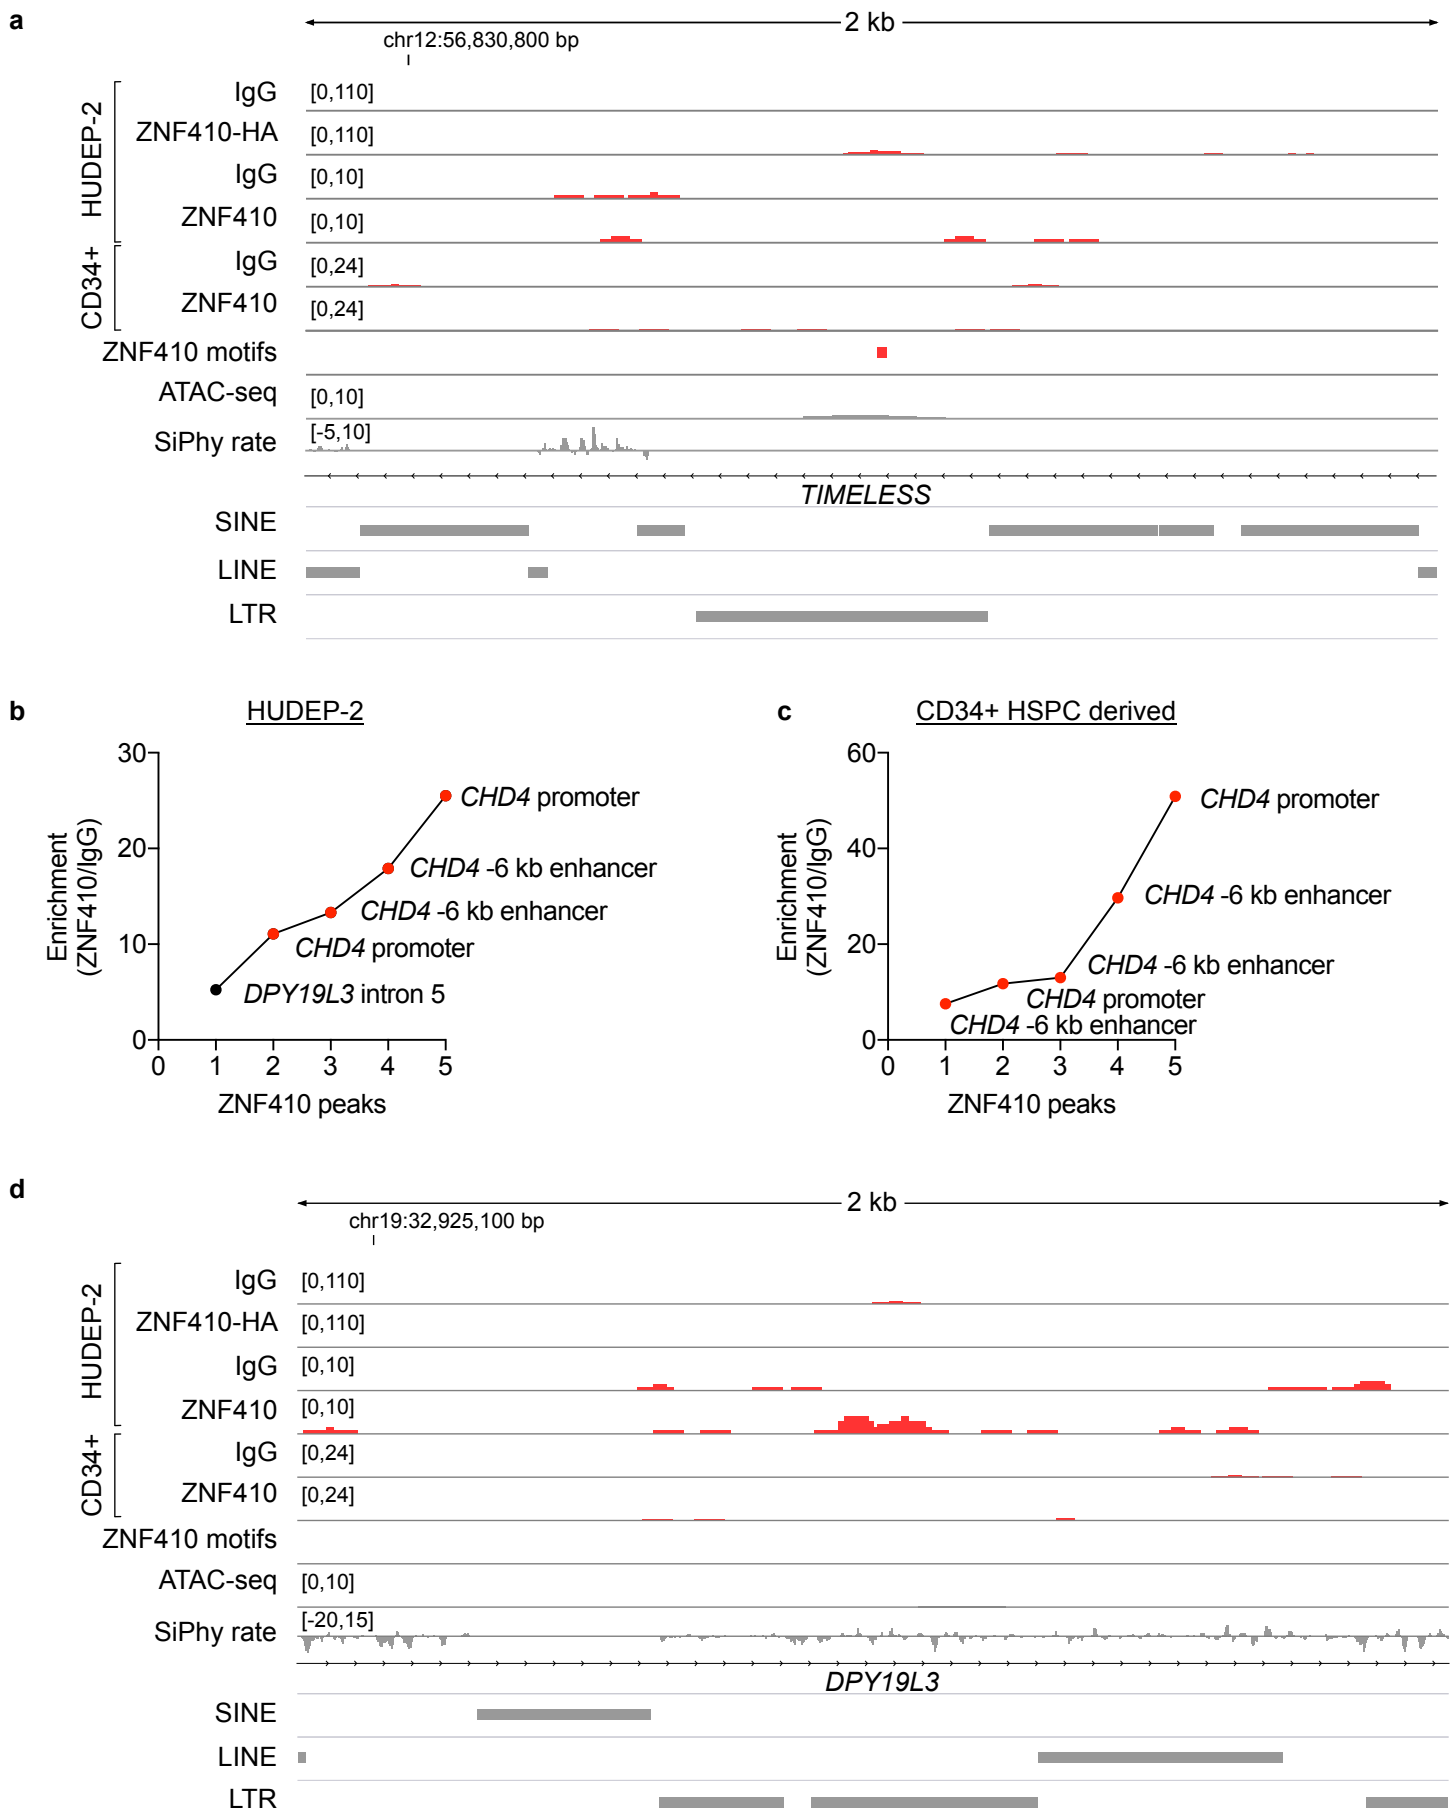 a
2 kb
chr12:56,830,800 bp
HUDEP-2
IgG [0,110]
ZNF410-HA [0,110]
IgG [0,10]
ZNF410 [0,10]
CD34+
IgG [0,24]
ZNF410 [0,24]
ZNF410 motifs
ATAC-seq [0,10]
SiPhy rate [-5,10]
TIMELESS
SINE
LINE
LTR
b
HUDEP-2
30
20
10
0
Enrichment
(ZNF410/IgG)
CHD4 promoter
CHD4 -6 kb enhancer
CHD4 -6 kb enhancer
CHD4 promoter
DPY19L3 intron 5
0 1 2 3 4 5
ZNF410 peaks
c
CD34+ HSPC derived
60
40
20
0
Enrichment
(ZNF410/IgG)
CHD4 promoter
CHD4 -6 kb enhancer
CHD4 -6 kb enhancer
CHD4 promoter
CHD4 -6 kb enhancer
0 1 2 3 4 5
ZNF410 peaks
d
2 kb
chr19:32,925,100 bp
HUDEP-2
IgG [0,110]
ZNF410-HA [0,110]
IgG [0,10]
ZNF410 [0,10]
CD34+
IgG [0,24]
ZNF410 [0,24]
ZNF410 motifs
ATAC-seq [0,10]
SiPhy rate [-20,15]
DPY19L3
SINE
LINE
LTR